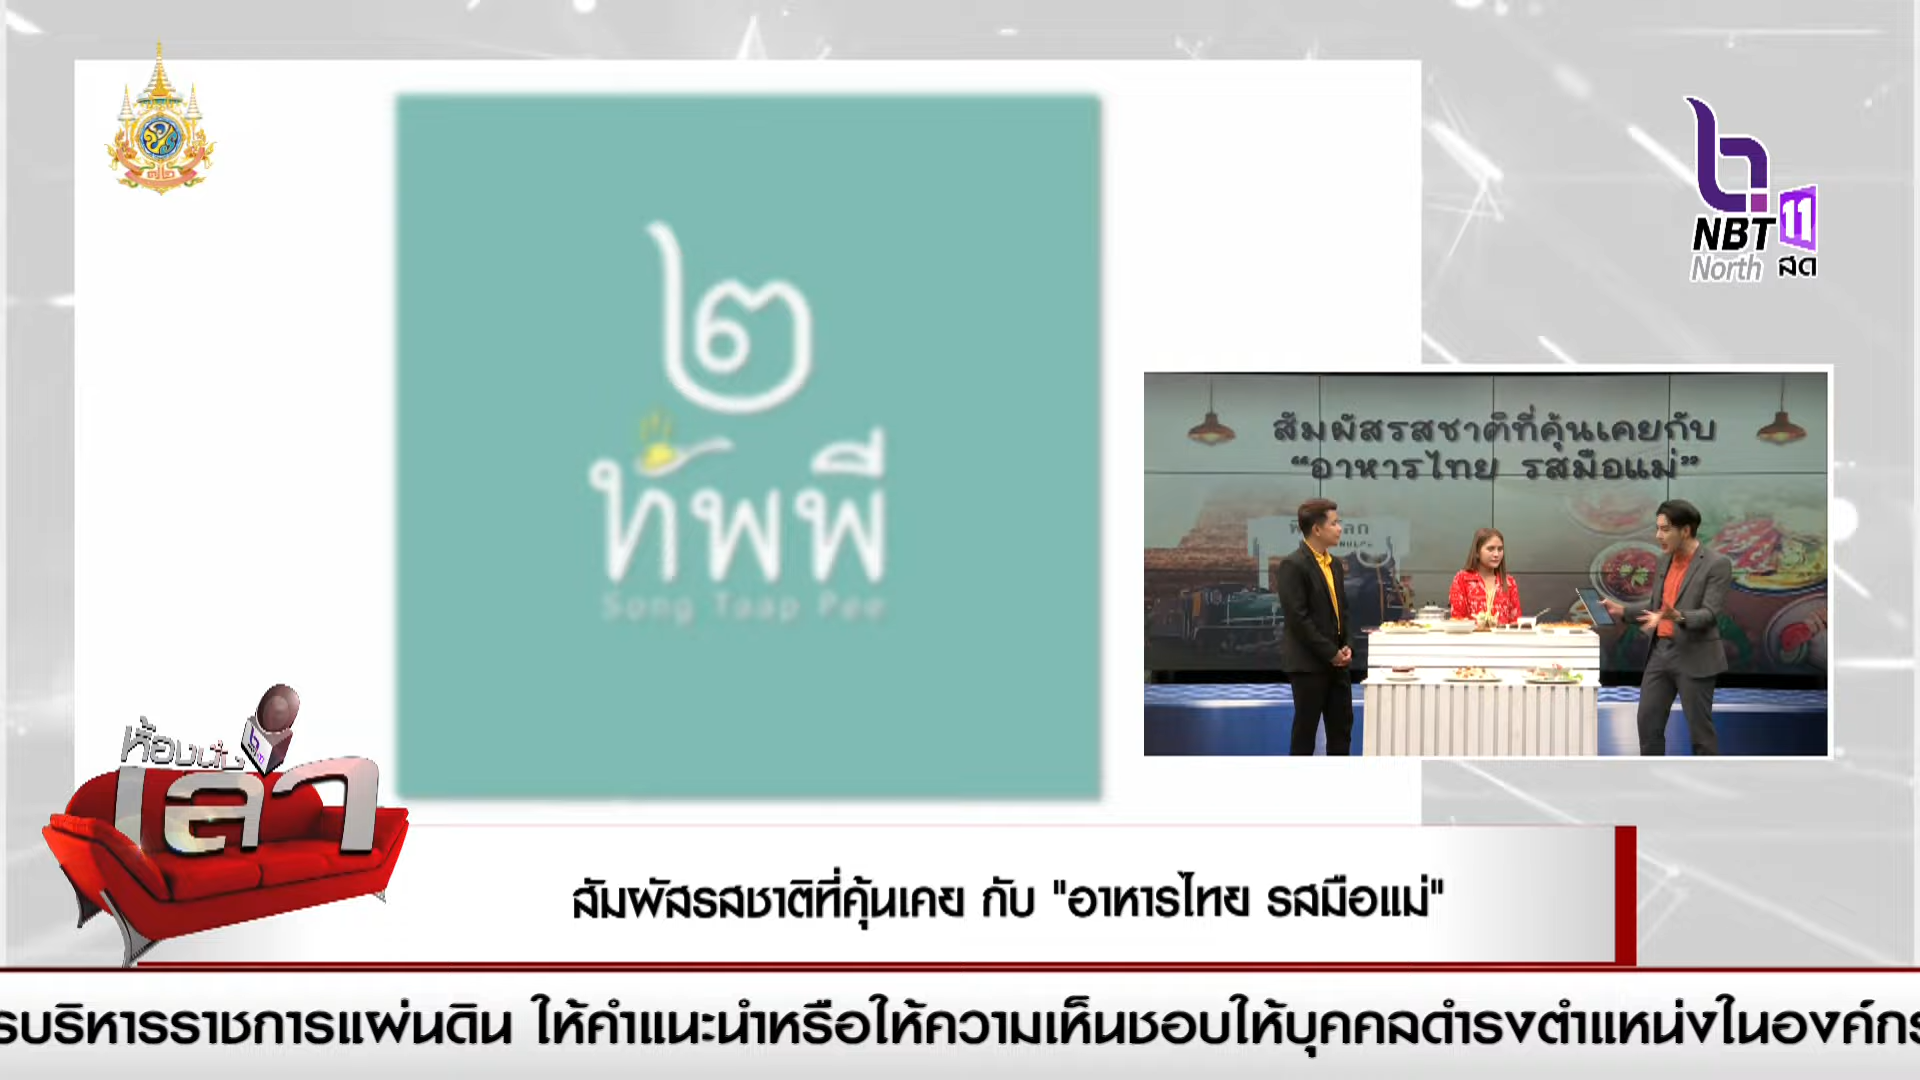 ๗๒
๒
ทัพพี
Song Taap Pee
NBT 11
North สด
สัมผัสรสชาติที่คุ้นเคยกับ
“อาหารไทย รสมือแม่”
ห้องนั่ง
เล่า
สัมผัสรสชาติที่คุ้นเคย กับ "อาหารไทย รสมือแม่"
รบริหารราชการแผ่นดิน ให้คำแนะนำหรือให้ความเห็นชอบให้บุคคลดำรงตำแหน่งในองค์กร